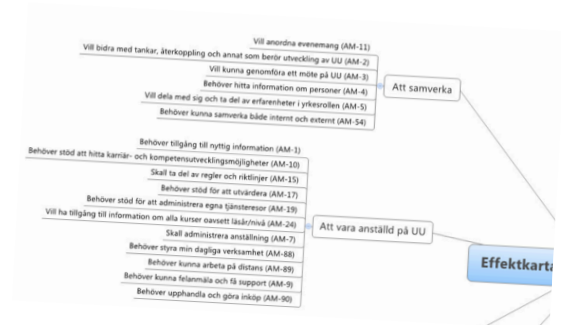 Vill anordna evenemang (AM-11)
Vill bidra med tankar, återkoppling och annat som berör utveckling av UU (AM-2)
Vill kunna genomföra ett möte på UU (AM-3)
Behöver hitta information om personer (AM-4)
Vill dela med sig och ta del av erfarenheter i yrkesrollen (AM-5)
Behöver kunna samverka både internt och externt (AM-54)
Att samverka
Behöver tillgång till nyttig information (AM-1)
Behöver stöd att hitta karriär- och kompetensutvecklingsmöjligheter (AM-10)
Skall ta del av regler och riktlinjer (AM-15)
Behöver stöd för att utvärdera (AM-17)
Behöver stöd för att administrera egna tjänsteresor (AM-19)
Vill ha tillgång till information om alla kurser oavsett läsår/nivå (AM-24)
Skall administrera anställning (AM-7)
Behöver styra min dagliga verksamhet (AM-88)
Behöver kunna arbeta på distans (AM-89)
Behöver kunna felanmäla och få support (AM-9)
Behöver upphandla och göra inköp (AM-90)
Att vara anställd på UU
Effektkarta